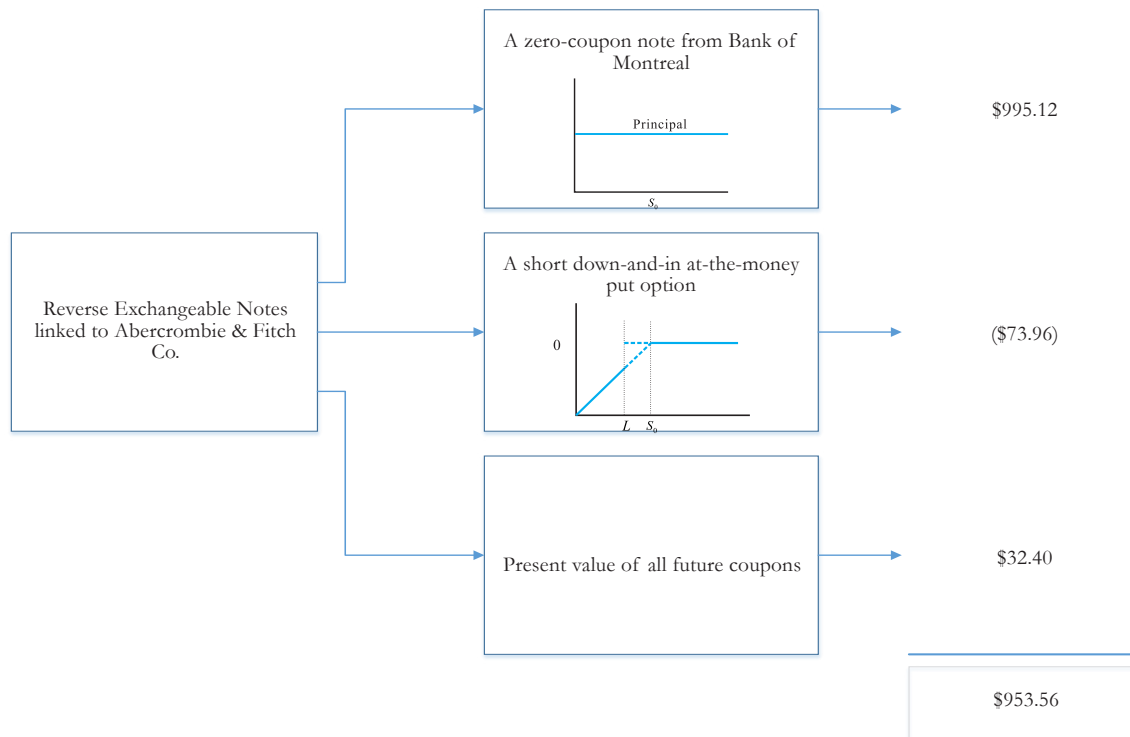 A zero-coupon note from Bank of
Montreal
Principal
S₀
$995.12
Reverse Exchangeable Notes
linked to Abercrombie & Fitch
Co.
A short down-and-in at-the-money
put option
0
L S₀
($73.96)
Present value of all future coupons
$32.40
$953.56